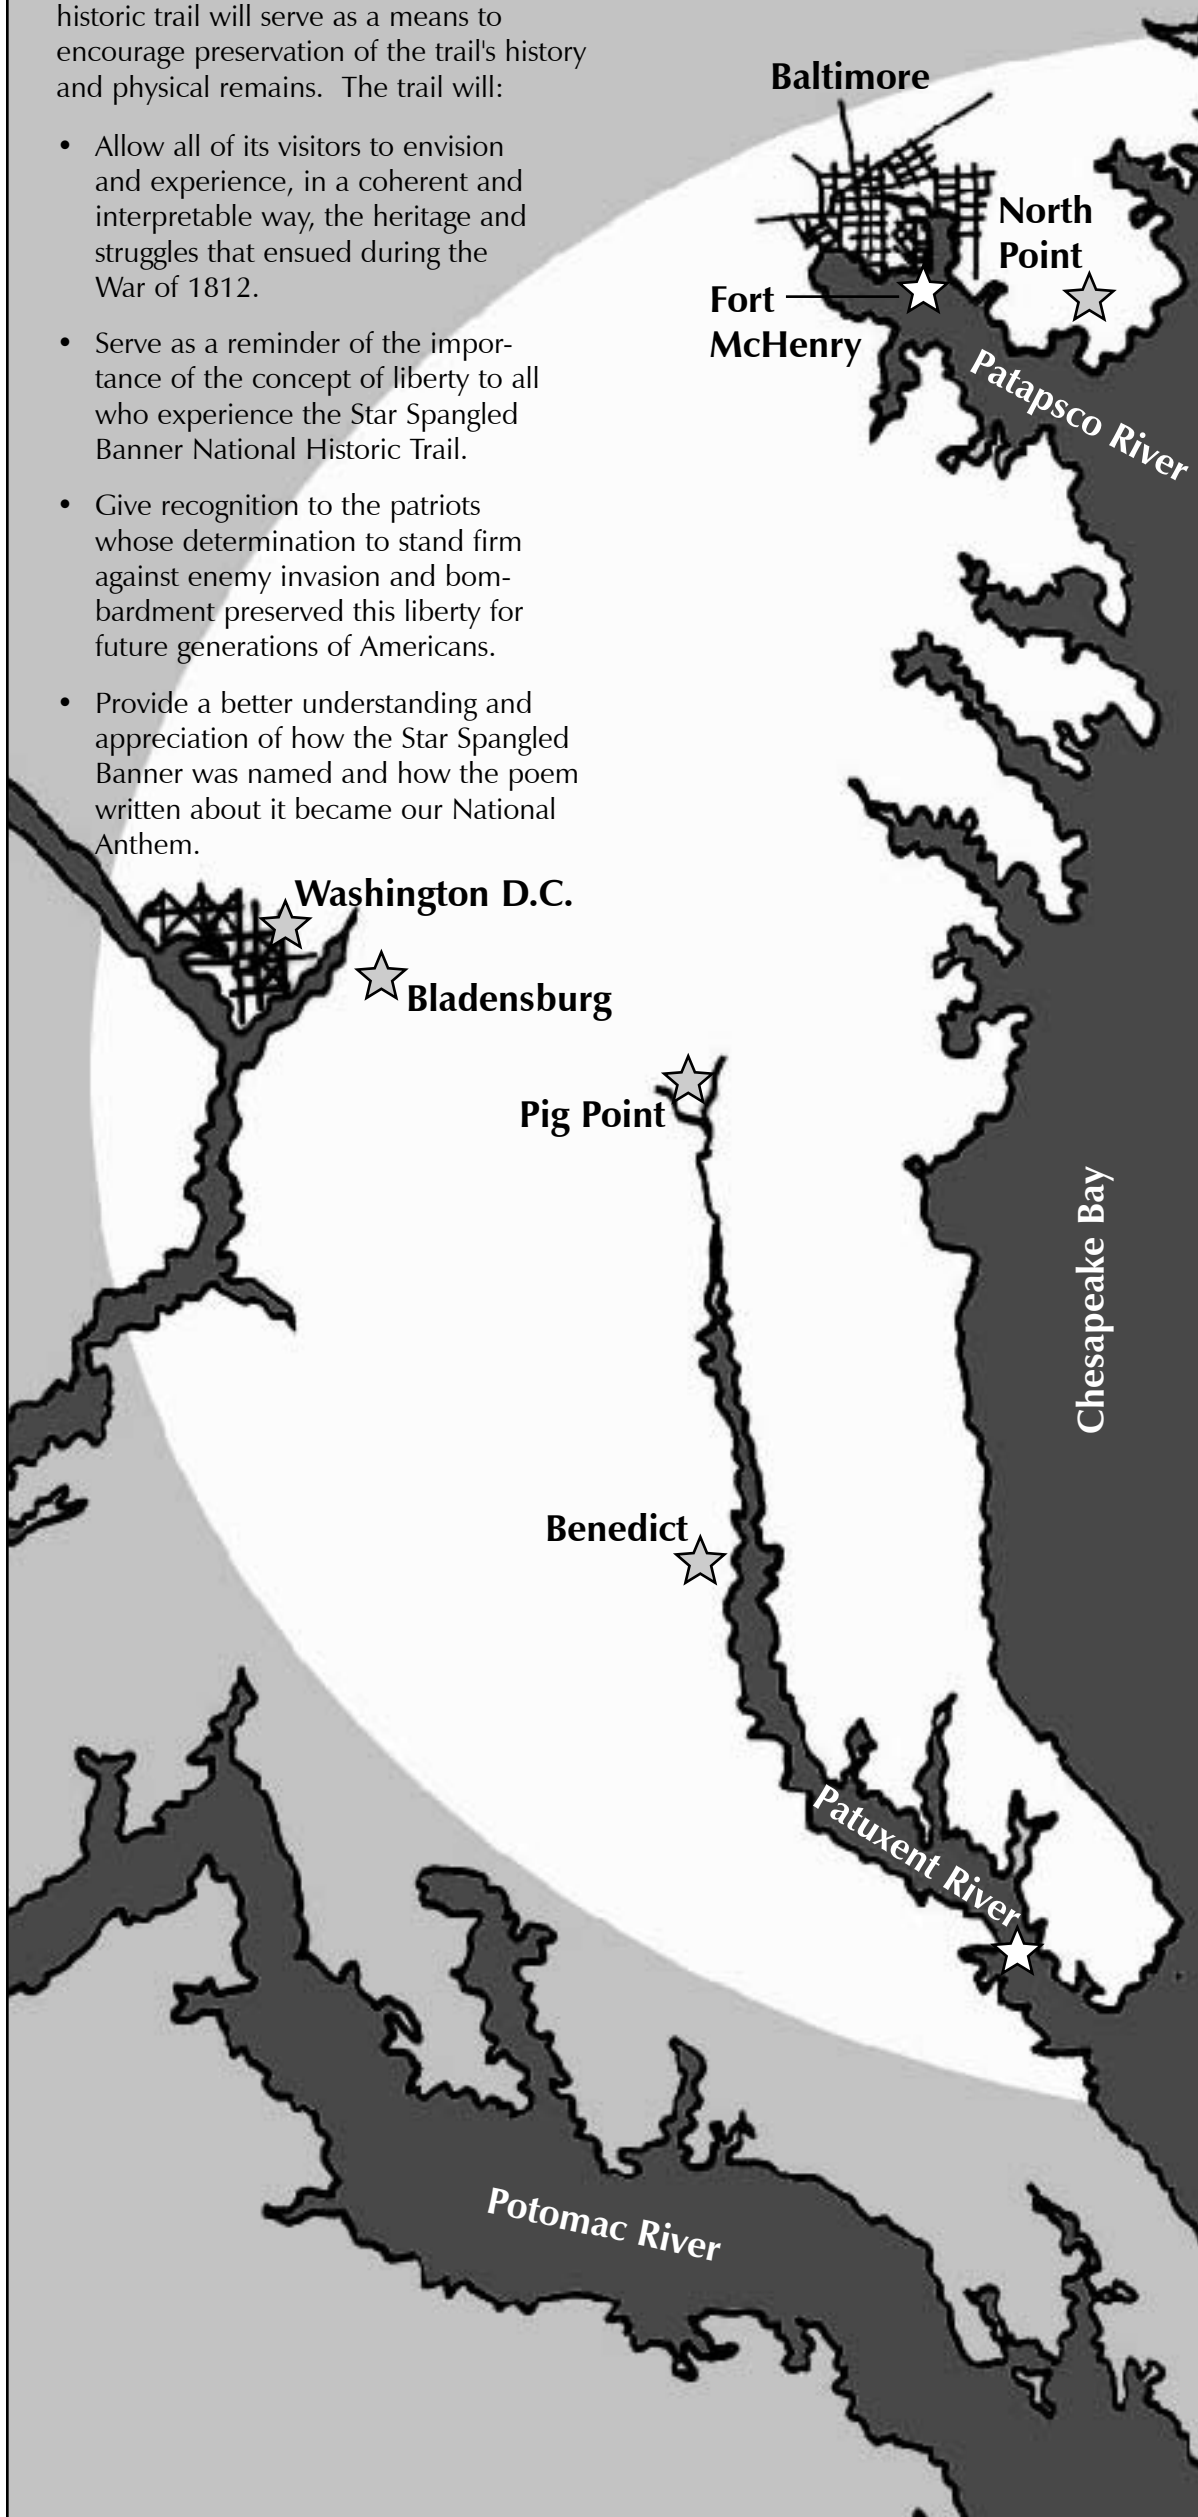 historic trail will serve as a means to
encourage preservation of the trail's history
and physical remains.  The trail will:
• Allow all of its visitors to envision
and experience, in a coherent and
interpretable way, the heritage and
struggles that ensued during the
War of 1812.
• Serve as a reminder of the impor-
tance of the concept of liberty to all
who experience the Star Spangled
Banner National Historic Trail.
• Give recognition to the patriots
whose determination to stand firm
against enemy invasion and bom-
bardment preserved this liberty for
future generations of Americans.
• Provide a better understanding and
appreciation of how the Star Spangled
Banner was named and how the poem
written about it became our National
Anthem.
Baltimore
North
Point
Fort
McHenry
Patapsco River
Washington D.C.
Bladensburg
Pig Point
Chesapeake Bay
Benedict
Patuxent River
Potomac River